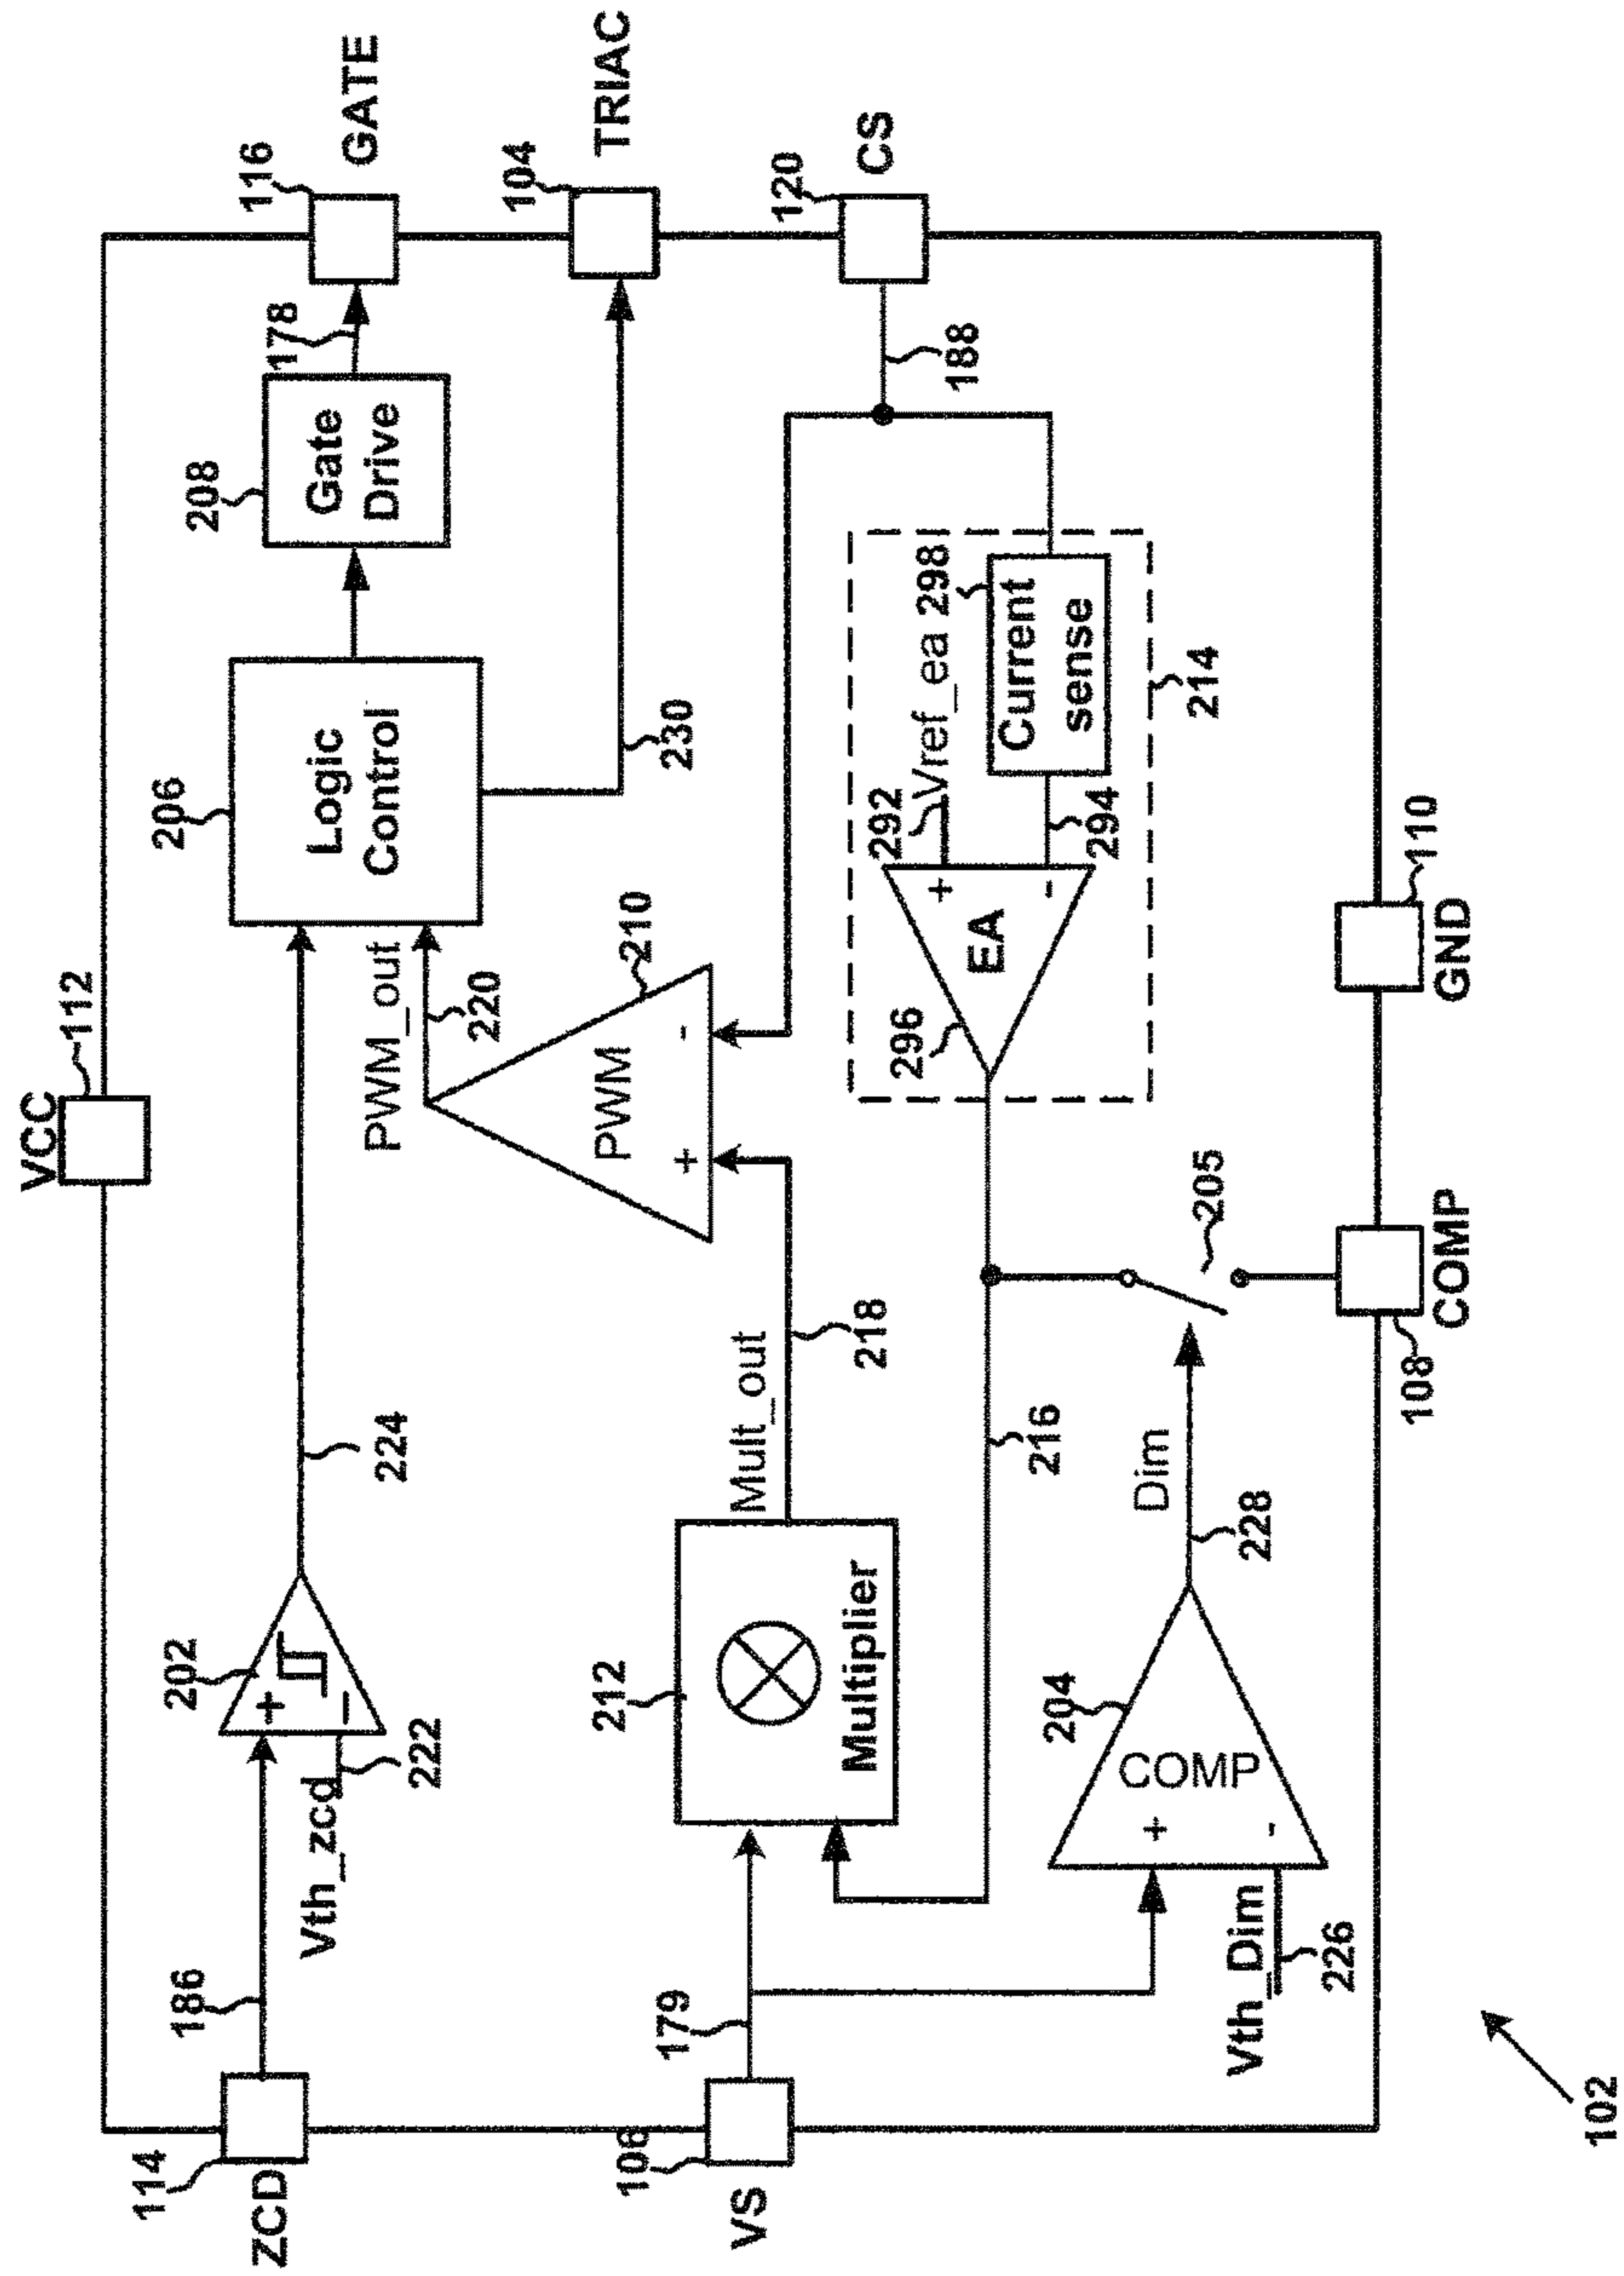 VCC
112
114
ZCD
186
Vth_zcd
222
202
+
−
224
206
Logic
Control
208
Gate
Drive
178
116
GATE
104
TRIAC
230
PWM_out
220
210
PWM
+
-
106
VS
179
212
Multiplier
Mult_out
218
120
CS
188
Vref_ea
298
292
Current
sense
294
EA
+
-
296
214
216
204
COMP
+
-
Vth_Dim
226
Dim
228
205
108
COMP
110
GND
102